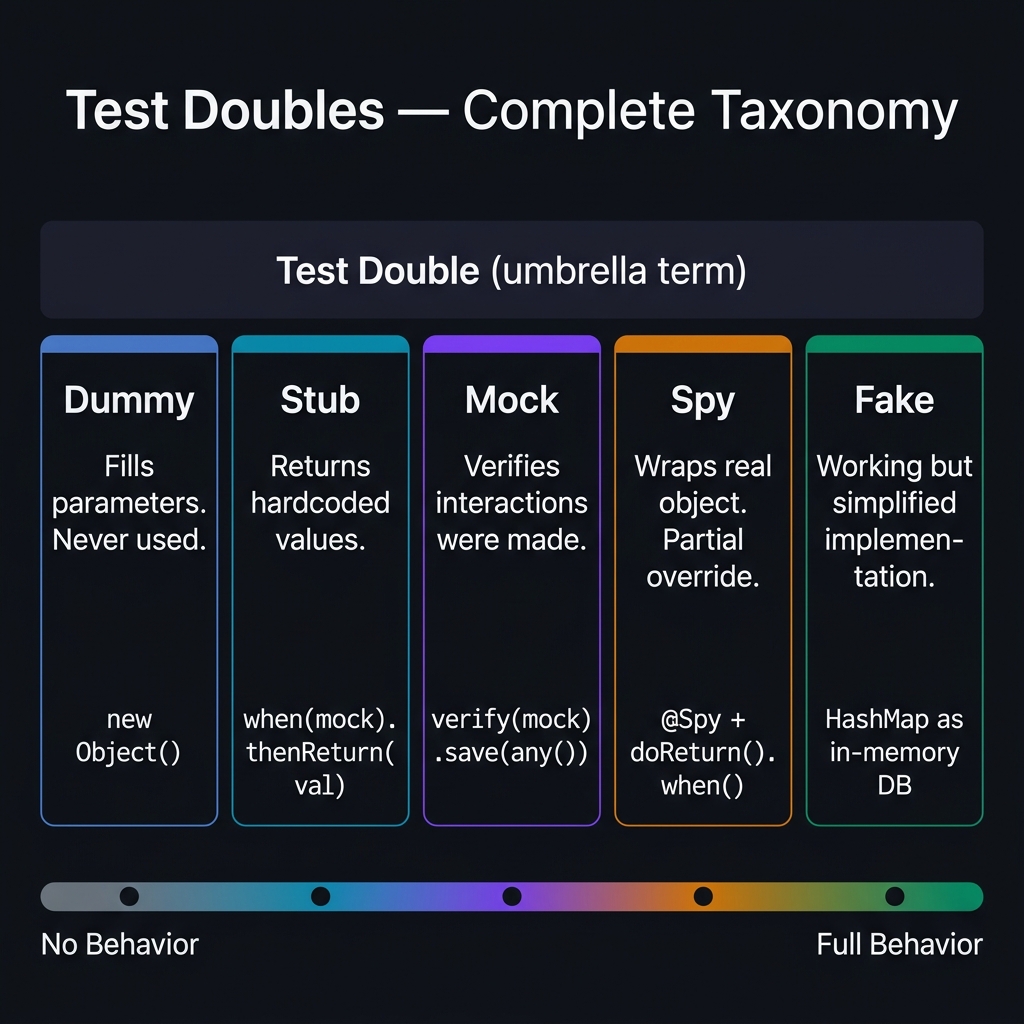 Test Doubles — Complete Taxonomy
Test Double (umbrella term)
Dummy
Fills
parameters.
Never used.
new
Object()
Stub
Returns
hardcoded
values.
when(mock).
thenReturn(
val)
Mock
Verifies
interactions
were made.
verify(mock)
.save(any())
Spy
Wraps real
object.
Partial
override.
@Spy +
doReturn().
when()
Fake
Working but
simplified
implemen-
tation.
HashMap as
in-memory
DB
No Behavior
Full Behavior